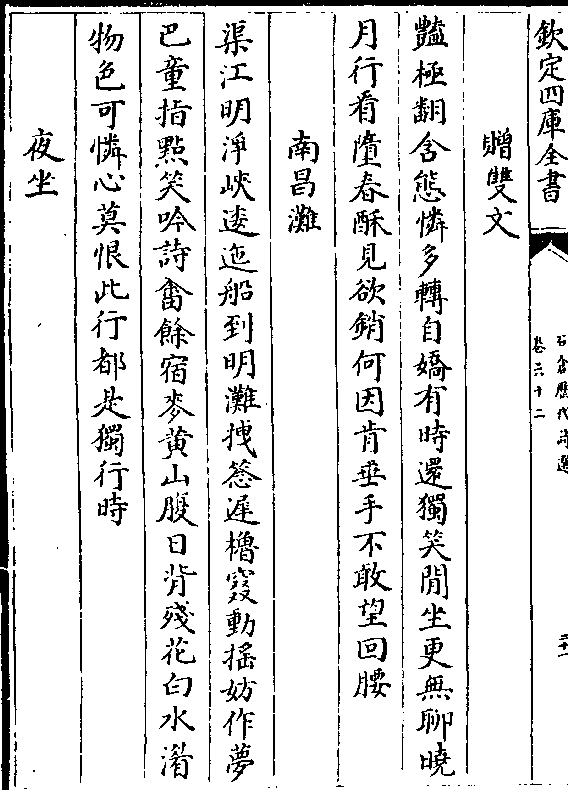 欽定四庫全書
石倉歷代詩選
卷六十二
贈雙文
豔極翻含態憐多轉自嬌有時還獨笑閒坐更無聊曉
月行看墮春酥見欲銷何因肯垂手不敢望回腰
南昌灘
渠江明淨峽逶迤船到明灘拽䇔遲櫓窡動搖妨作夢
巴童指點笑吟詩畬餘宿麥黄山腹日背殘花白水湄
物色可憐心莫恨此行都是獨行時
夜坐